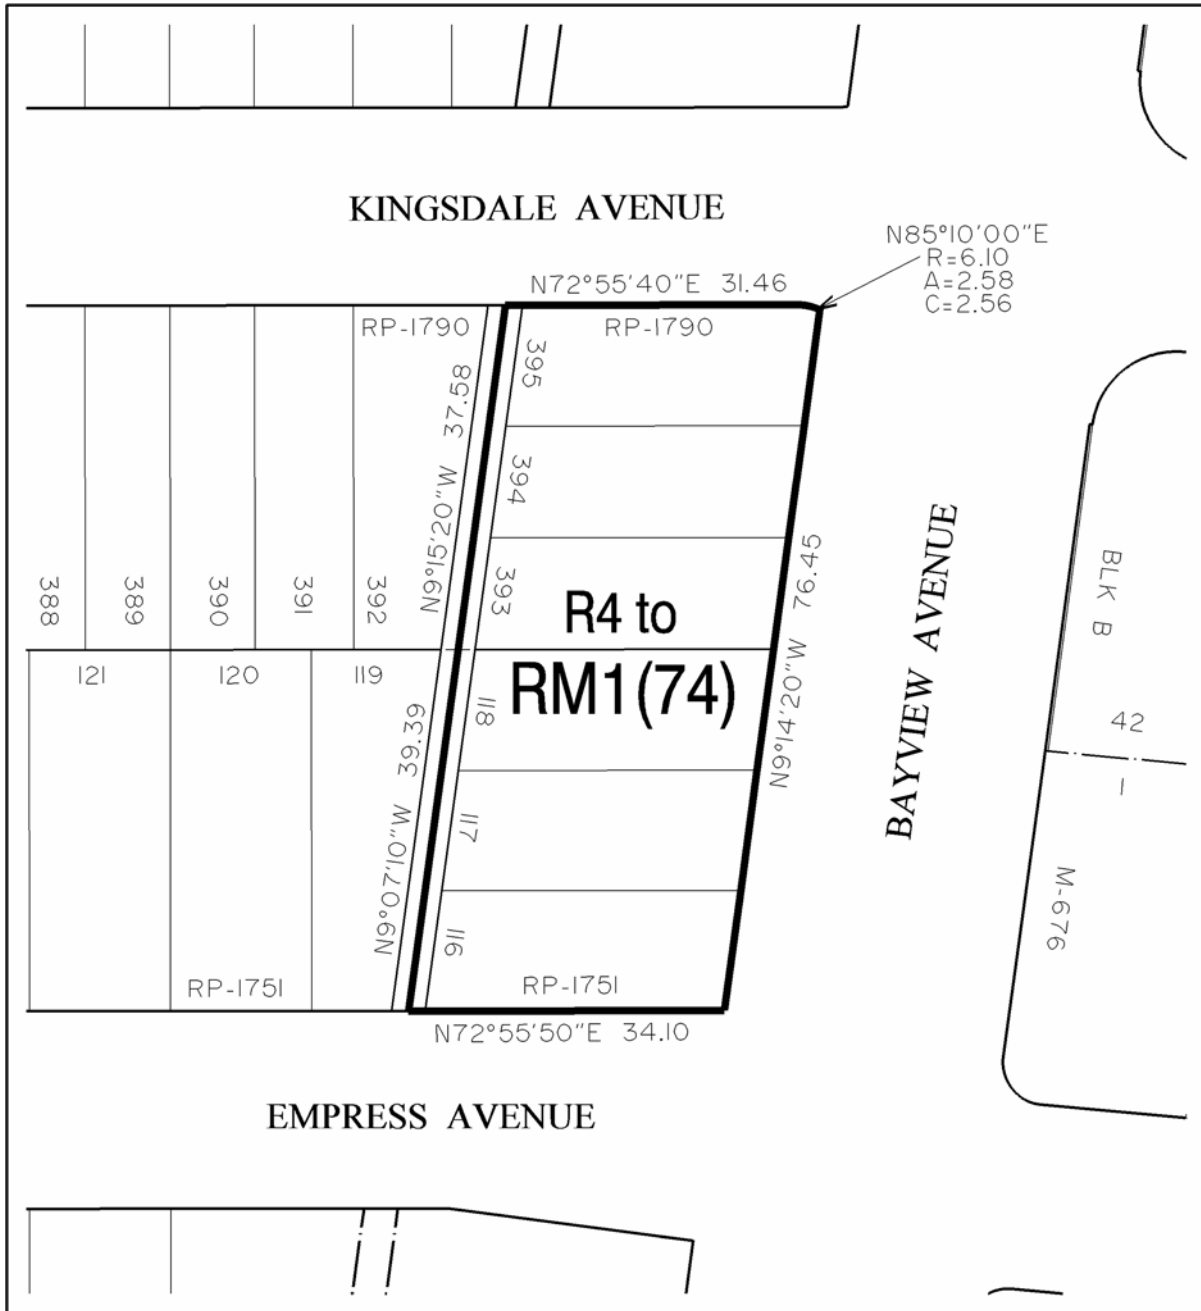 KINGSDALE AVENUE
N85°10'00"E
R=6.10
A=2.58
C=2.56
N72°55'40"E 31.46
RP-1790
RP-1790
395
N9°15'20"W 37.58
394
393
388
389
390
391
392
R4 to
RM1(74)
N9°14'20"W 76.45
BAYVIEW AVENUE
BLK B
42
1
M-676
121
120
119
118
N9°07'10"W 39.39
117
116
RP-1751
RP-1751
N72°55'50"E 34.10
EMPRESS AVENUE